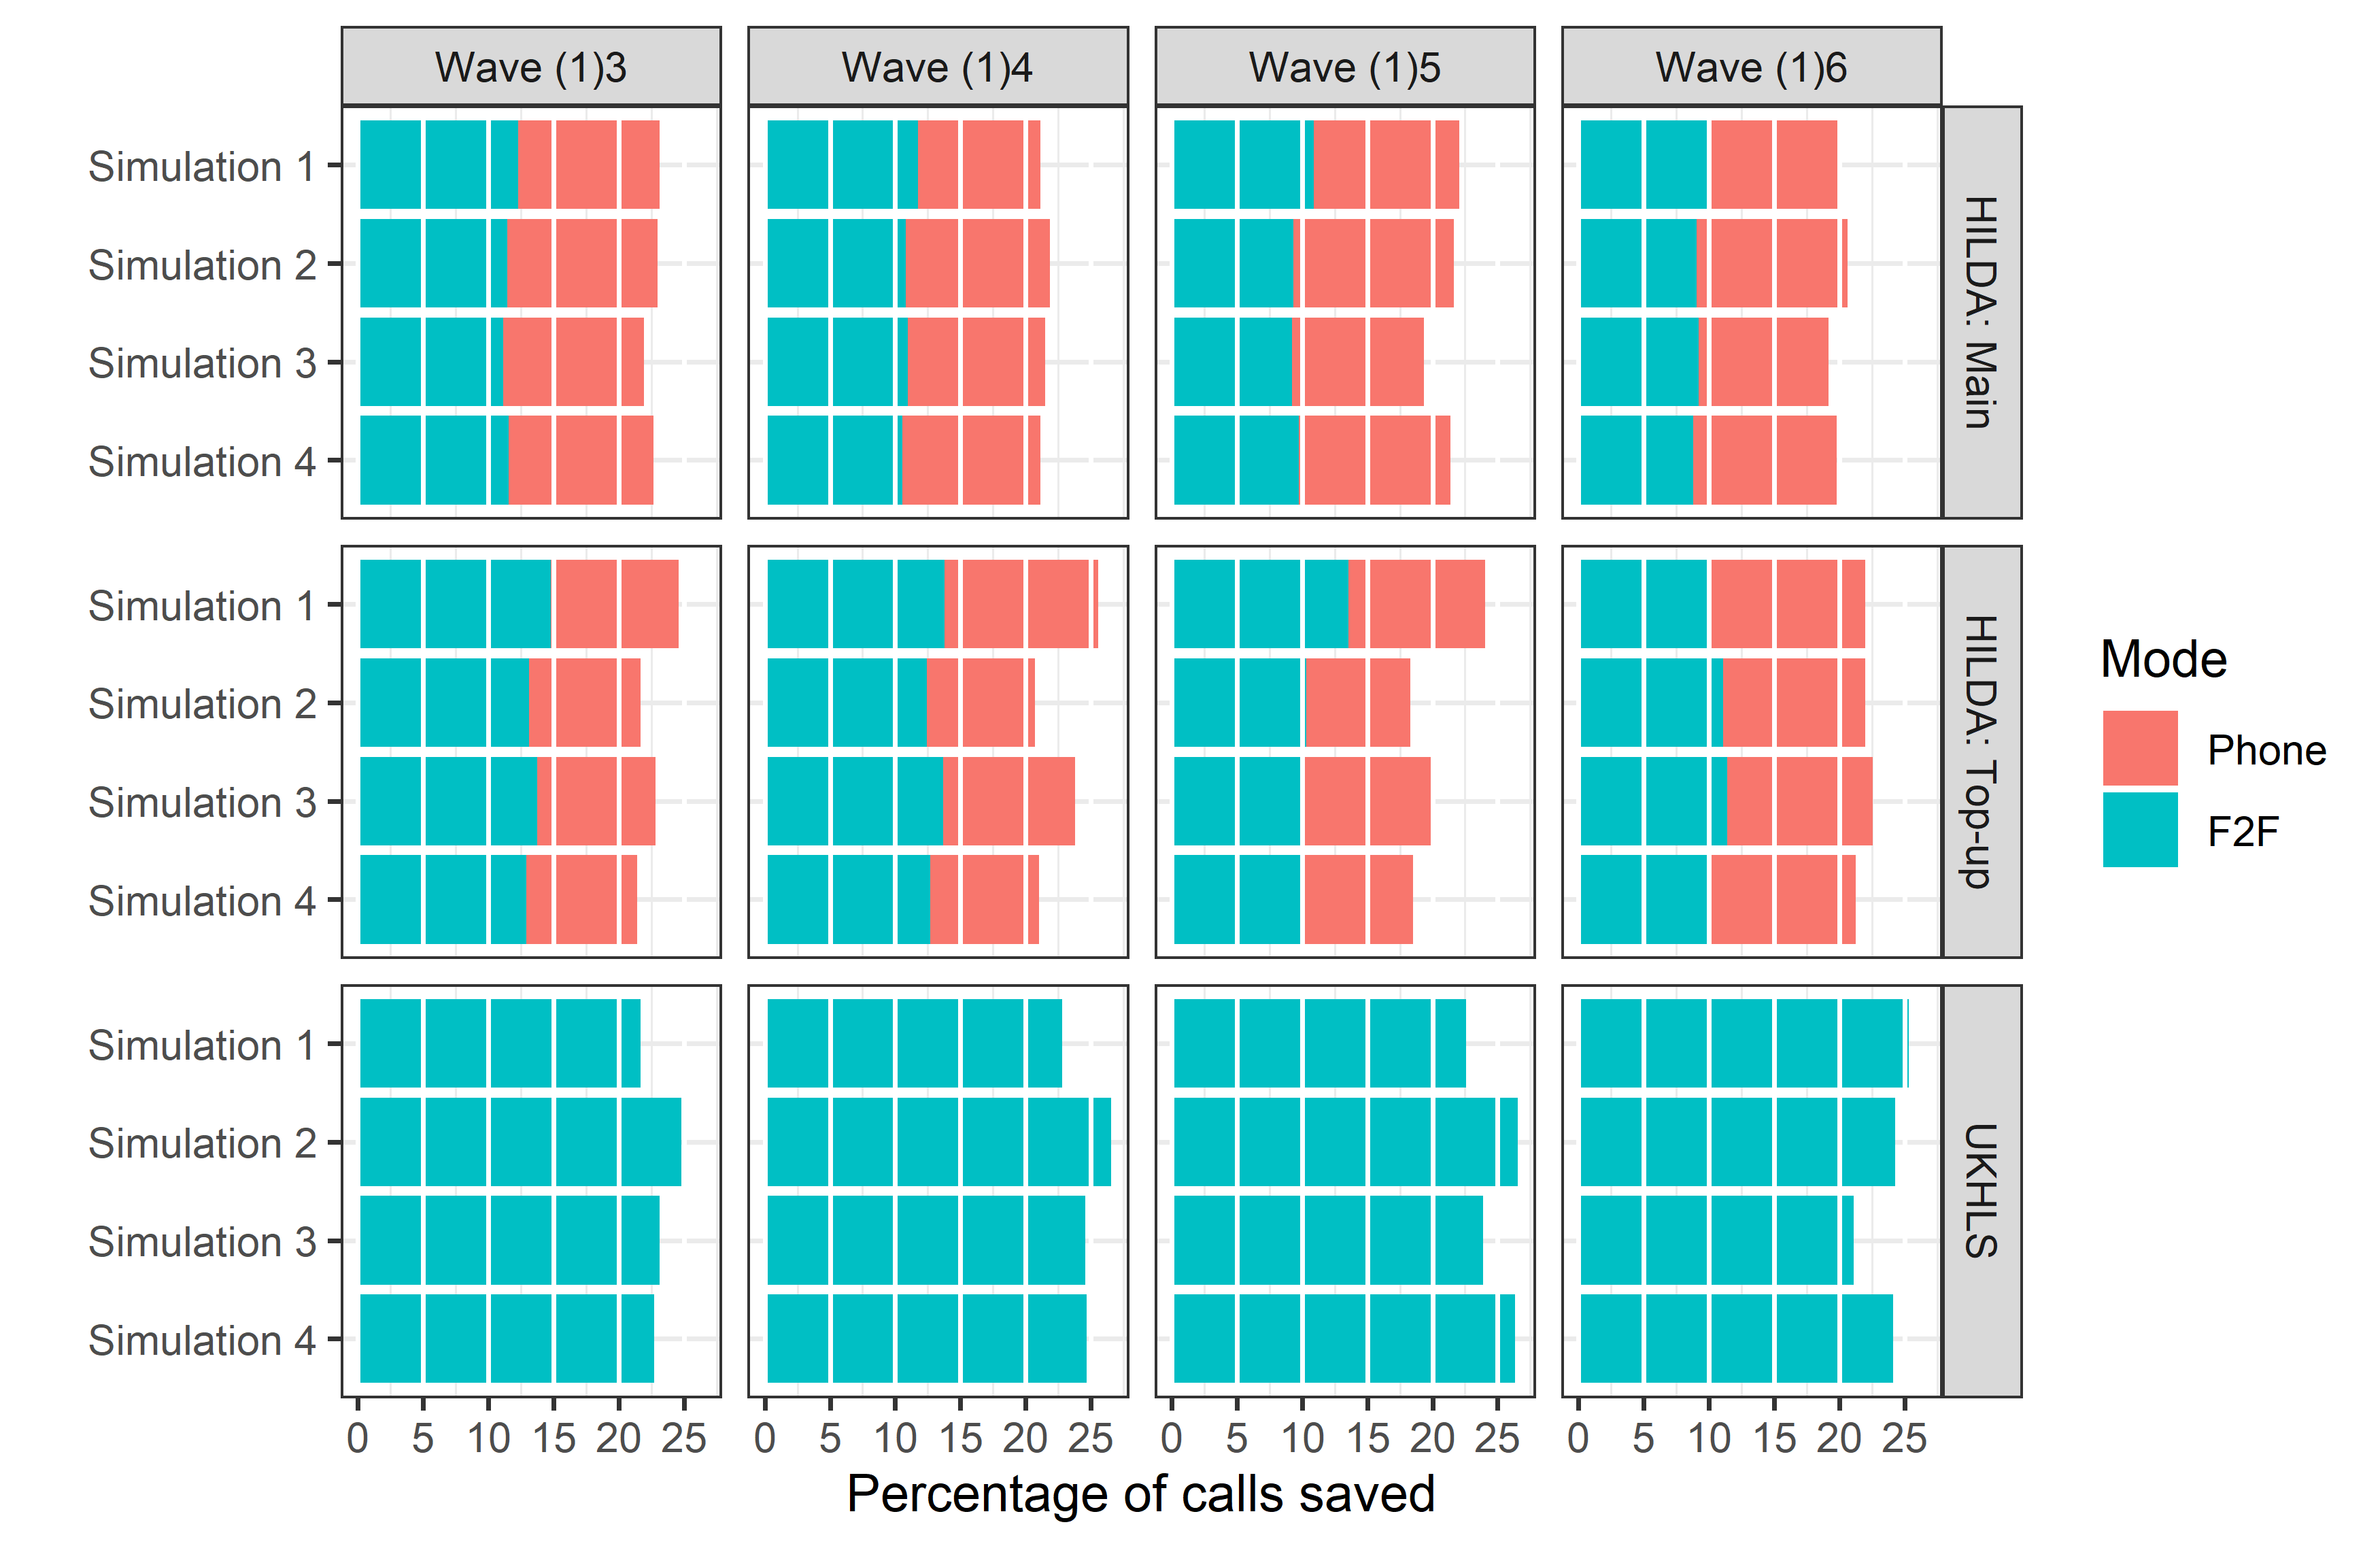 Wave (1)3 Wave (1)4 Wave (1)5 Wave (1)6
Simulation 1
Simulation 2
Simulation 3
Simulation 4
HILDA: Main
Simulation 1
Simulation 2
Simulation 3
Simulation 4
HILDA: Top-up
Simulation 1
Simulation 2
Simulation 3
Simulation 4
UKHLS
0 5 10 15 20 25 0 5 10 15 20 25 0 5 10 15 20 25 0 5 10 15 20 25
Percentage of calls saved
Mode
Phone
F2F